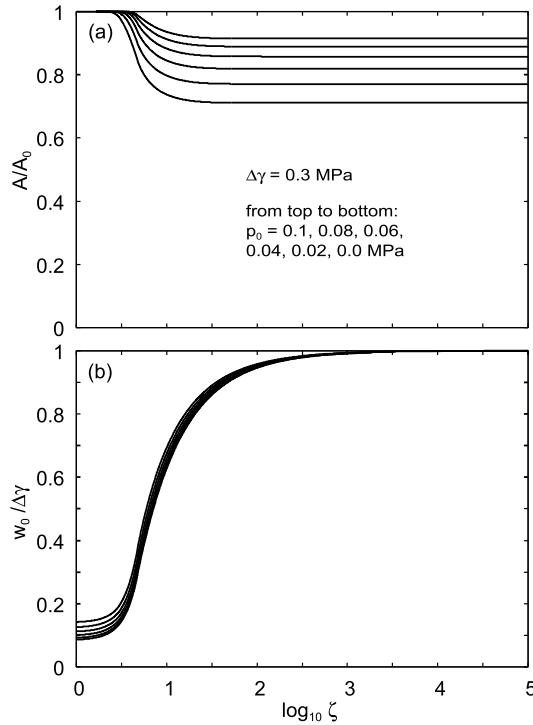 (a)
1
0.8
0.6
0.4
0.2
0
A/A₀
Δγ = 0.3 MPa
from top to bottom:
p₀ = 0.1, 0.08, 0.06,
0.04, 0.02, 0.0 MPa
(b)
1
0.8
0.6
0.4
0.2
0
w₀/Δγ
0 1 2 3 4 5
log₁₀ ζ